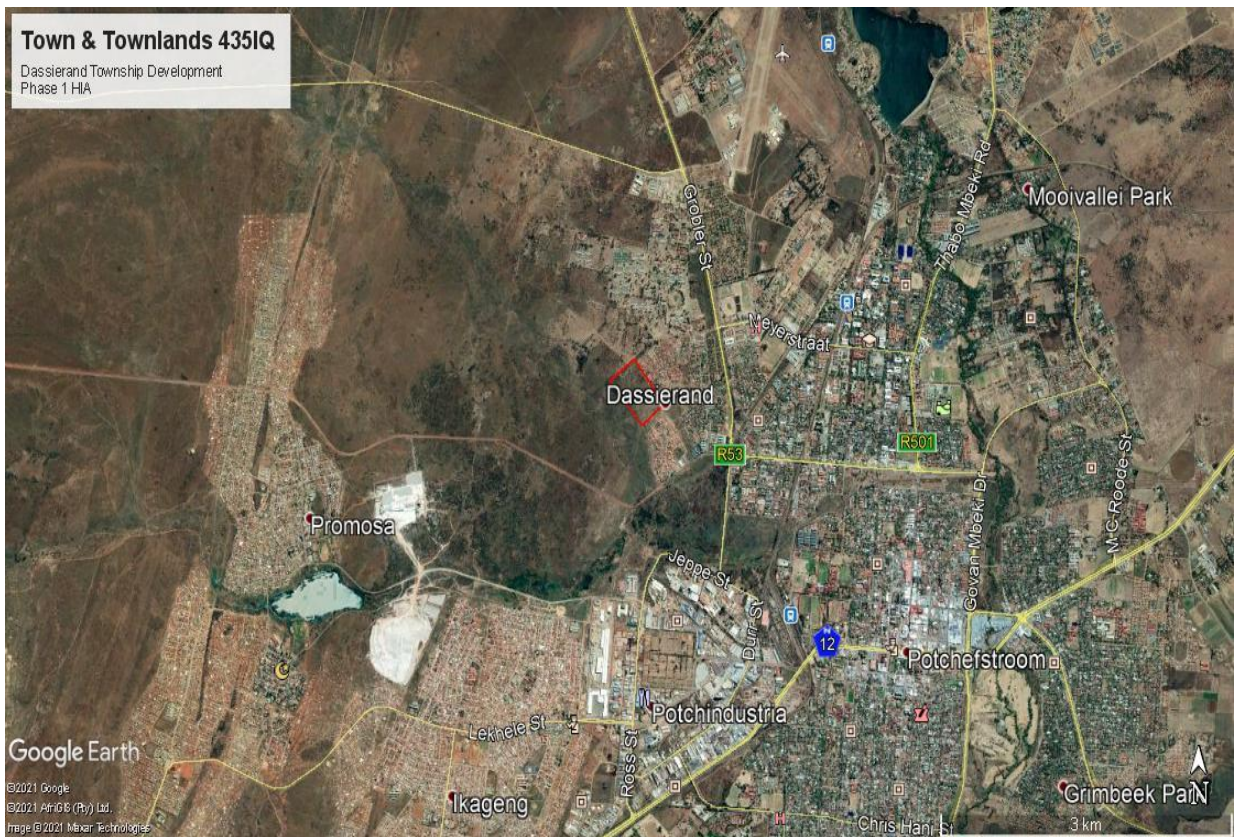 Town & Townlands 435IQ
Dassierand Township Development
Phase 1 HIA
Grobler St
Thabo Mbeki Rd
Mooivallei Park
Meyerstraat
H
Dassierand
R53
R501
M-C-Roode-St
Govan Mbeki Dr
Promosa
Jeppe St
Durr St
12
Potchefstroom
Potchindustria
Lekhele St
Ross St
Google Earth
©2021 Google
©2021 AfriGIS (Pty) Ltd.
Image © 2021 Maxar Technologies
Ikageng
Grimbeek Park
N
3 km
Chris Hani St
H